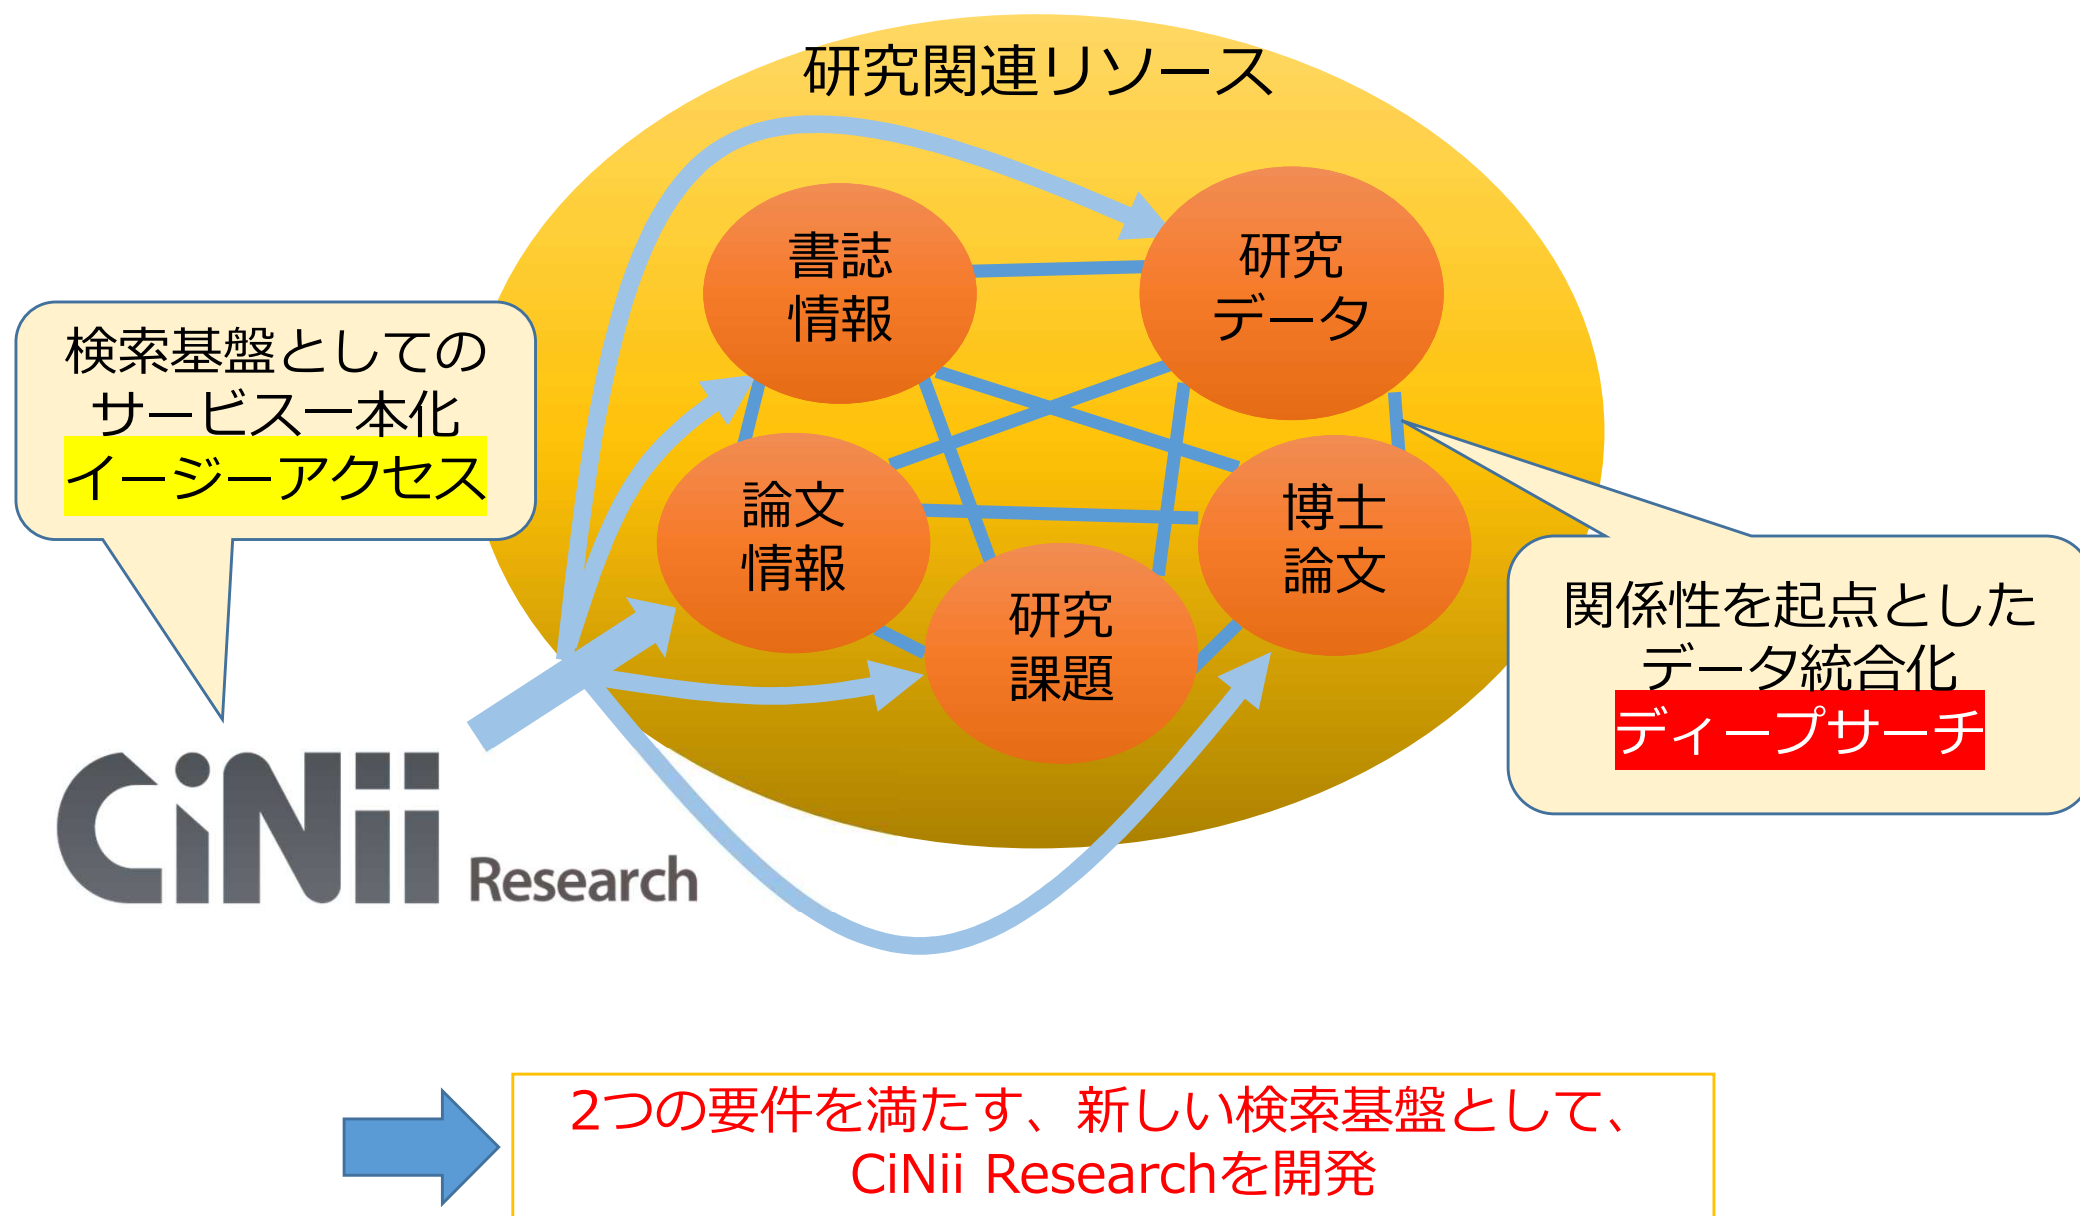 研究関連リソース
書誌
情報
研究
データ
検索基盤としての
サービス一本化
イージーアクセス
論文
情報
博士
論文
研究
課題
関係性を起点とした
データ統合化
ディープサーチ
CiNii Research
2つの要件を満たす、新しい検索基盤として、
CiNii Researchを開発